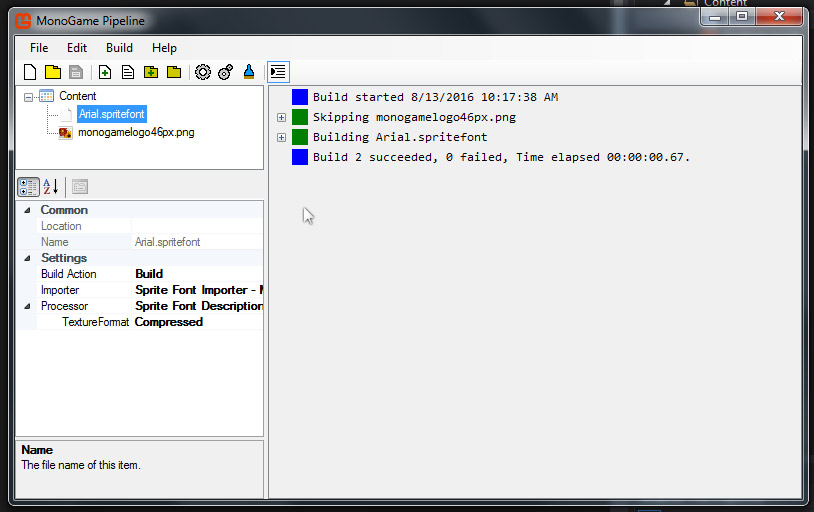 MonoGame Pipeline
Content
File Edit Build Help
Content
Arial.spritefont
monogamelogo46px.png
Build started 8/13/2016 10:17:38 AM
Skipping monogamelogo46px.png
Building Arial.spritefont
Build 2 succeeded, 0 failed, Time elapsed 00:00:00.67.
A
Z
Common
Location
Name Arial.spritefont
Settings
Build Action Build
Importer Sprite Font Importer - M
Processor Sprite Font Description
TextureFormat Compressed
Name
The file name of this item.